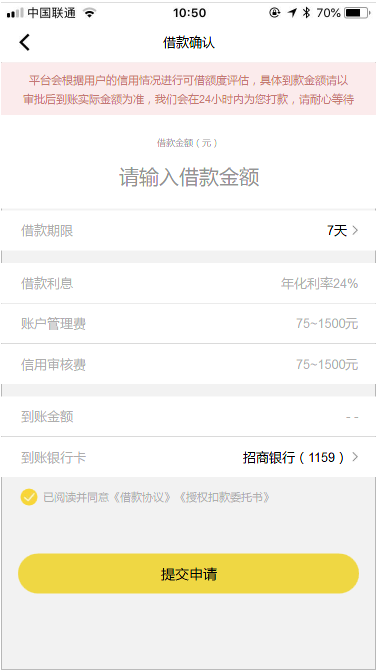 中国联通 10:50 70%
借款确认
平台会根据用户的信用情况进行可借额度评估，具体到款金额请以
审批后到账实际金额为准，我们会在24小时内为您打款，请耐心等待
借款金额（元）
请输入借款金额
借款期限 7天
借款利息 年化利率24%
账户管理费 75~1500元
信用审核费 75~1500元
到账金额 --
到账银行卡 招商银行（1159）
已阅读并同意《借款协议》《授权扣款委托书》
提交申请